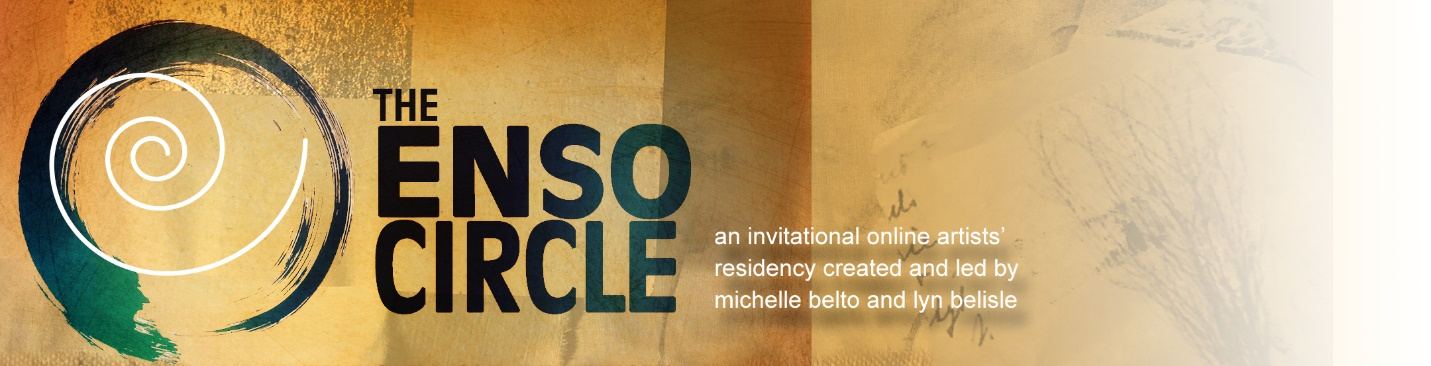 THE
ENSO
CIRCLE
an invitational online artists’
residency created and led by
michelle belto and lyn belisle